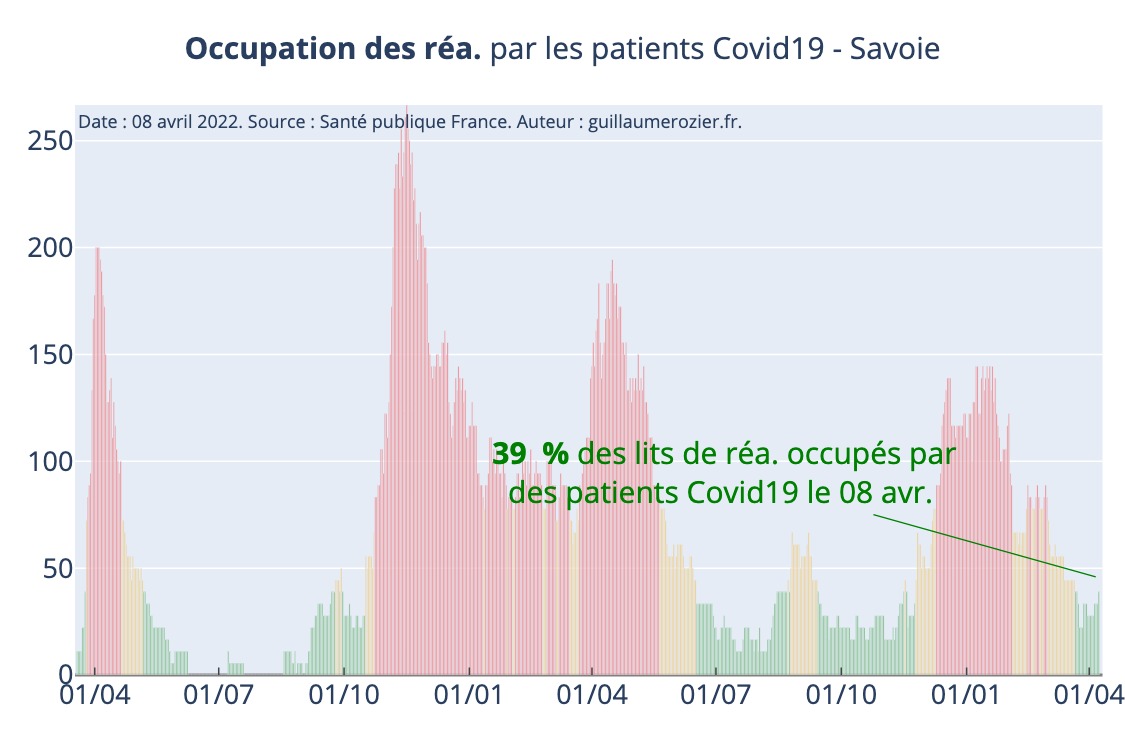 Occupation des réa. par les patients Covid19 - Savoie
Date : 08 avril 2022. Source : Santé publique France. Auteur : guillaumerozier.fr.
250
200
150
100
50
0
39 % des lits de réa. occupés par
des patients Covid19 le 08 avr.
01/04 01/07 01/10 01/01 01/04 01/07 01/10 01/01 01/04